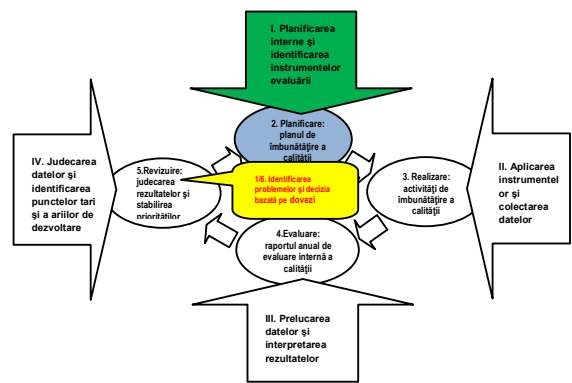 I. Planificarea
interne şi
identificarea
instrumentelor
evaluării
2. Planificare:
planul de
îmbunătăţire a
calităţii
IV. Judecarea
datelor şi
identificarea
punctelor tari
şi a ariilor de
dezvoltare
5.Revizuire:
judecarea
rezultatelor şi
stabilirea
priorităţilor
1/6. Identificarea
problemelor şi decizia
bazată pe dovezi
3. Realizare:
activităţi de
îmbunătăţire a
calităţii
II. Aplicarea
instrumentel
or şi
colectarea
datelor
4.Evaluare:
raportul anual de
evaluare internă a
calităţii
III. Prelucarea
datelor şi
interpretarea
rezultatelor